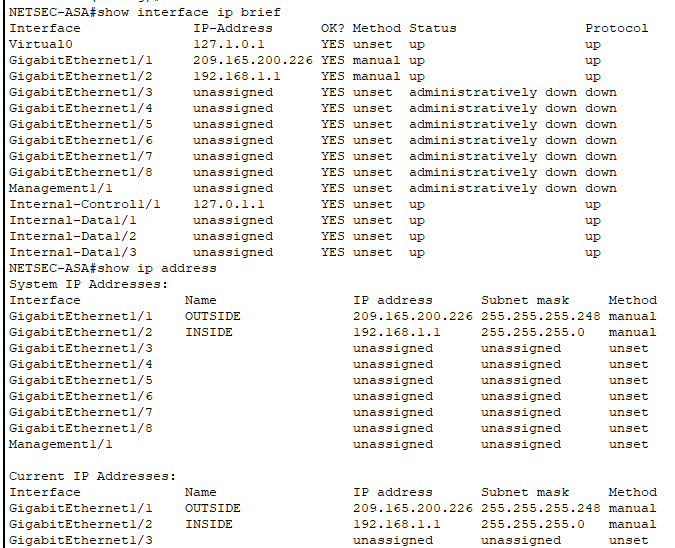 NETSEC-ASA#show interface ip brief
Interface IP-Address OK? Method Status Protocol
Virtual0 127.1.0.1 YES unset up up
GigabitEthernet1/1 209.165.200.226 YES manual up up
GigabitEthernet1/2 192.168.1.1 YES manual up up
GigabitEthernet1/3 unassigned YES unset administratively down down
GigabitEthernet1/4 unassigned YES unset administratively down down
GigabitEthernet1/5 unassigned YES unset administratively down down
GigabitEthernet1/6 unassigned YES unset administratively down down
GigabitEthernet1/7 unassigned YES unset administratively down down
GigabitEthernet1/8 unassigned YES unset administratively down down
Management1/1 unassigned YES unset administratively down down
Internal-Control1/1 127.0.1.1 YES unset up up
Internal-Data1/1 unassigned YES unset up up
Internal-Data1/2 unassigned YES unset up up
Internal-Data1/3 unassigned YES unset up up
NETSEC-ASA#show ip address
System IP Addresses:
Interface Name IP address Subnet mask Method
GigabitEthernet1/1 OUTSIDE 209.165.200.226 255.255.255.248 manual
GigabitEthernet1/2 INSIDE 192.168.1.1 255.255.255.0 manual
GigabitEthernet1/3 unassigned unassigned unset
GigabitEthernet1/4 unassigned unassigned unset
GigabitEthernet1/5 unassigned unassigned unset
GigabitEthernet1/6 unassigned unassigned unset
GigabitEthernet1/7 unassigned unassigned unset
GigabitEthernet1/8 unassigned unassigned unset
Management1/1 unassigned unassigned unset
Current IP Addresses:
Interface Name IP address Subnet mask Method
GigabitEthernet1/1 OUTSIDE 209.165.200.226 255.255.255.248 manual
GigabitEthernet1/2 INSIDE 192.168.1.1 255.255.255.0 manual
GigabitEthernet1/3 unassigned unassigned unset